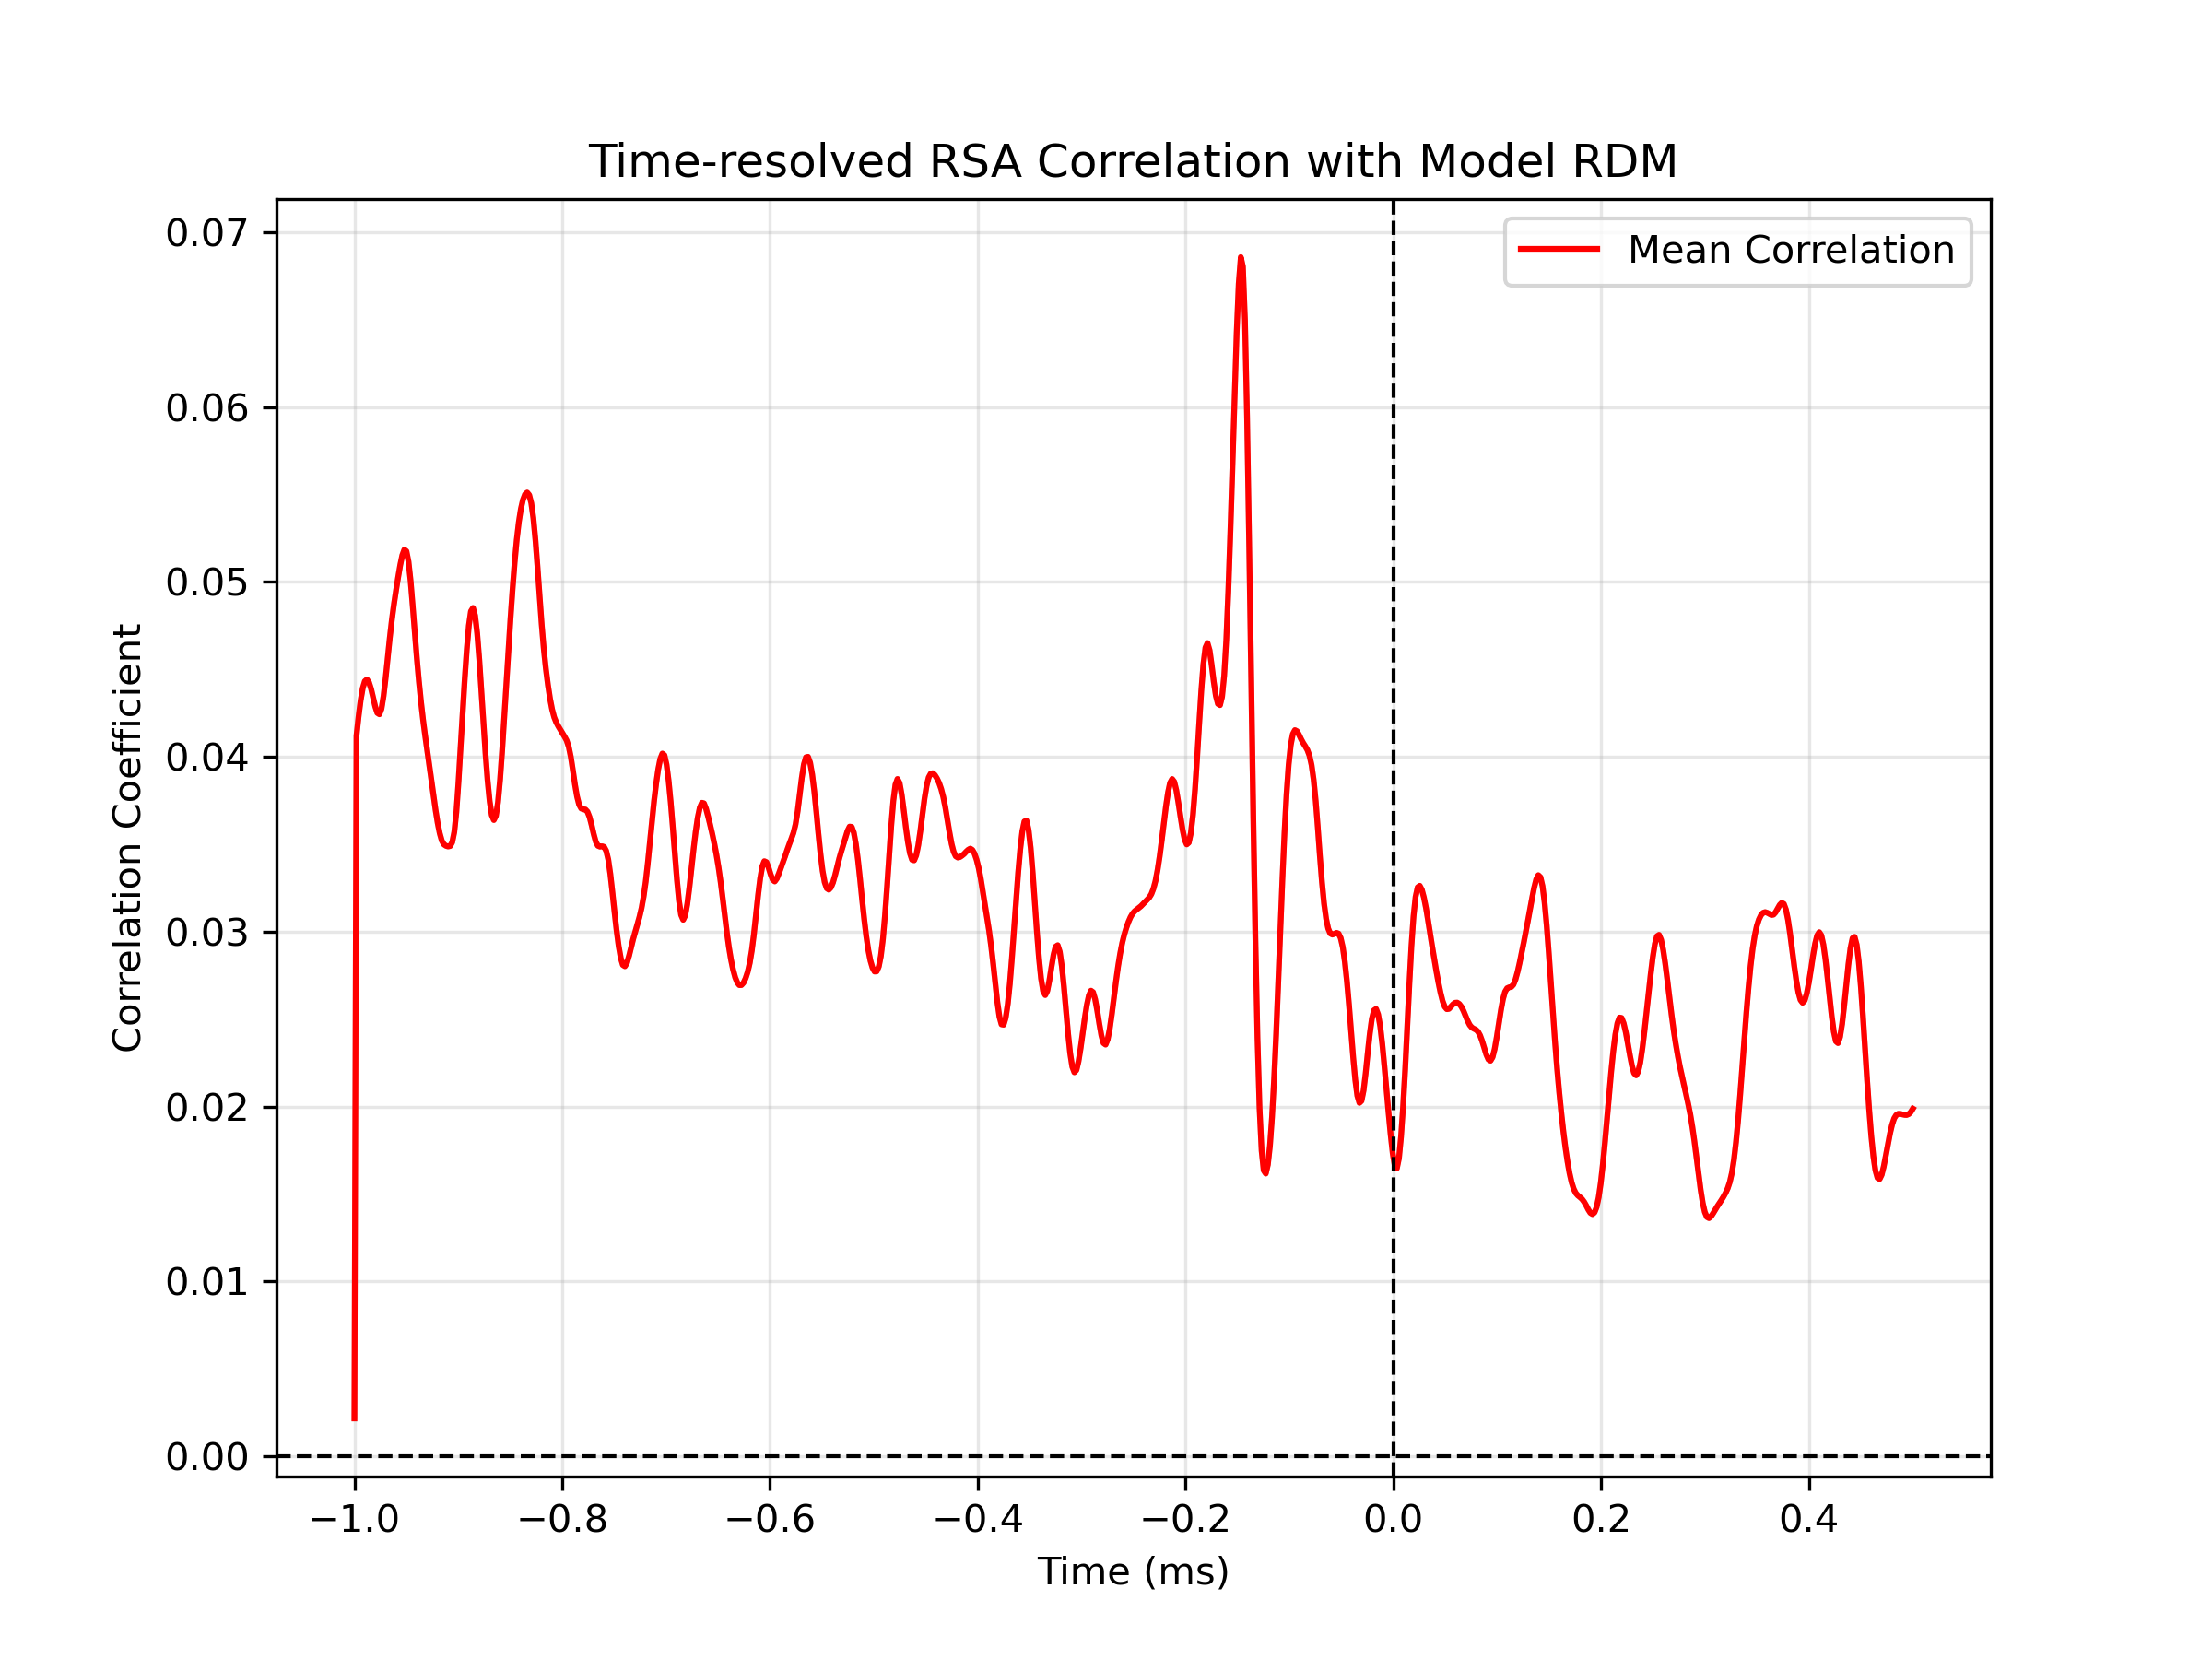 Time-resolved RSA Correlation with Model RDM
Mean Correlation
Correlation Coefficient
0.07
0.06
0.05
0.04
0.03
0.02
0.01
0.00
−1.0 −0.8 −0.6 −0.4 −0.2 0.0 0.2 0.4
Time (ms)